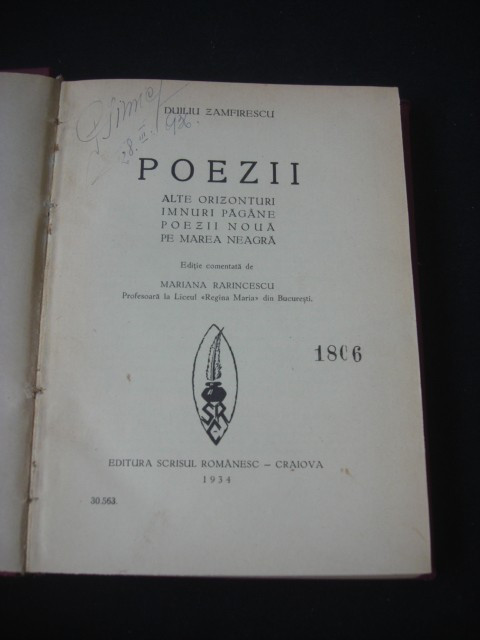 DUILIU ZAMFIRESCU
POEZII
ALTE ORIZONTURI
IMNURI PĂGÂNE
POEZII NOUĂ
PE MAREA NEAGRĂ
Ediție comentată de
MARIANA RARINCESCU
Profesoară la Liceul «Regina Maria» din București.
1806
SRC
EDITURA SCRISUL ROMÂNESC — CRAIOVA
1934
30.563.